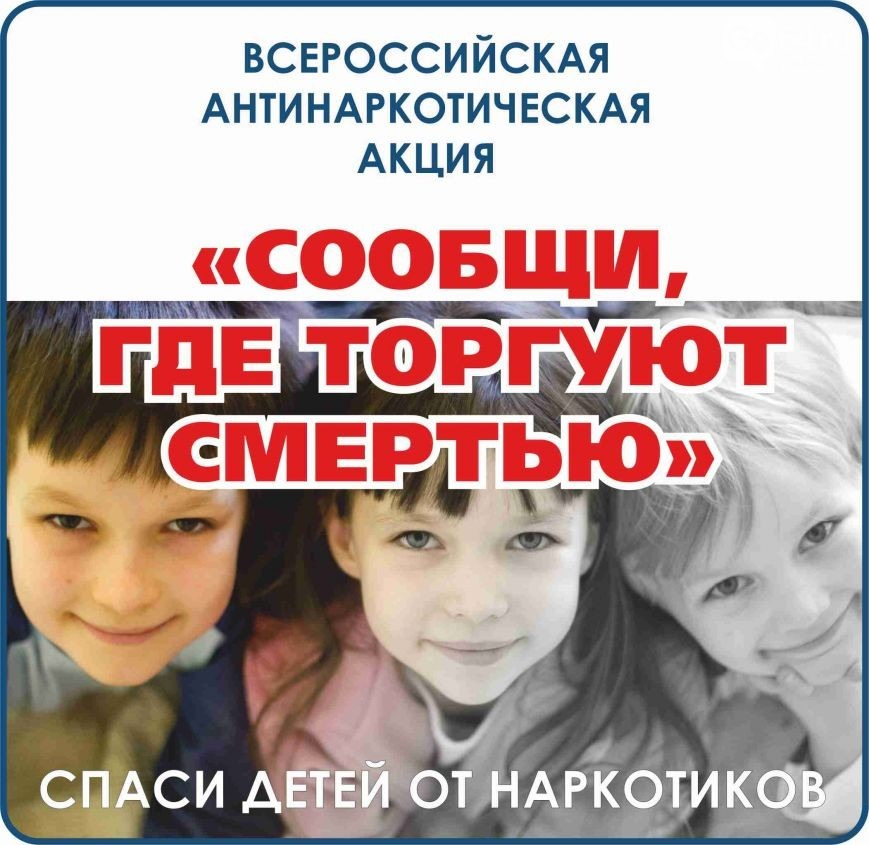 ВСЕРОССИЙСКАЯ
АНТИНАРКОТИЧЕСКАЯ
АКЦИЯ
«СООБЩИ,
ГДЕ ТОРГУЮТ
СМЕРТЬЮ»
СПАСИ ДЕТЕЙ ОТ НАРКОТИКОВ